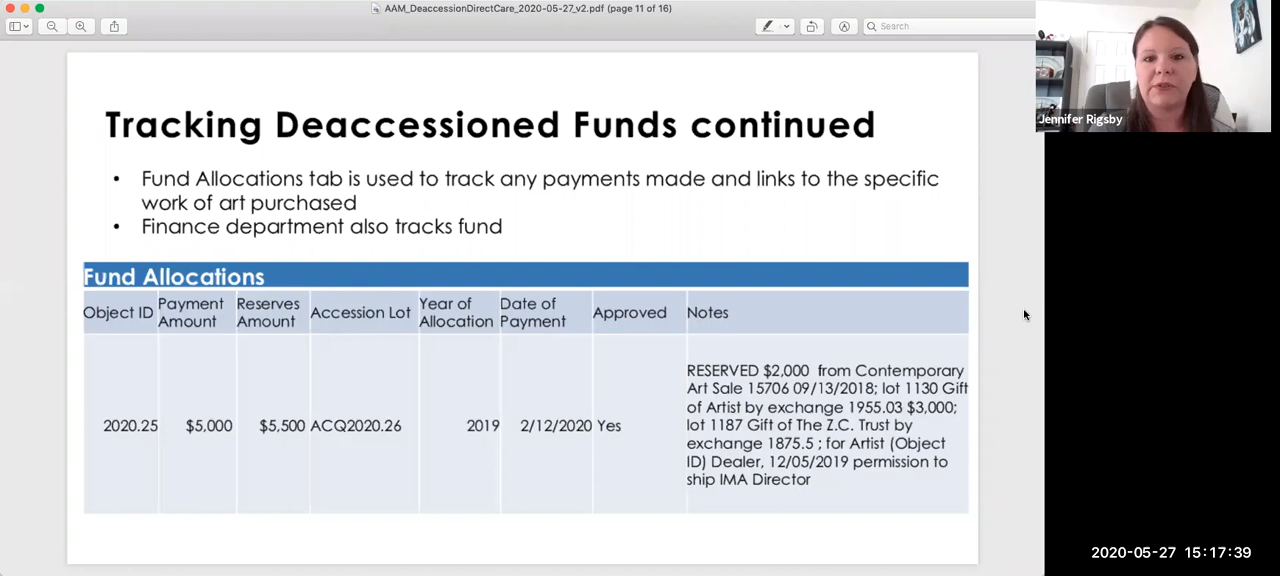 AAM_DeaccessionDirectCare_2020-05-27_v2.pdf (page 11 of 16)
Search
Jennifer Rigsby
Tracking Deaccessioned Funds continued
• Fund Allocations tab is used to track any payments made and links to the specific
work of art purchased
• Finance department also tracks fund
Fund Allocations
Object ID Payment Amount Reserves Amount Accession Lot Year of Allocation Date of Payment Approved Notes
2020.25 $5,000 $5,500 ACQ2020.26 2019 2/12/2020 Yes
RESERVED $2,000 from Contemporary
Art Sale 15706 09/13/2018; lot 1130 Gift
of Artist by exchange 1955.03 $3,000;
lot 1187 Gift of The Z.C. Trust by
exchange 1875.5 ; for Artist (Object
ID) Dealer, 12/05/2019 permission to
ship IMA Director
2020-05-27 15:17:39